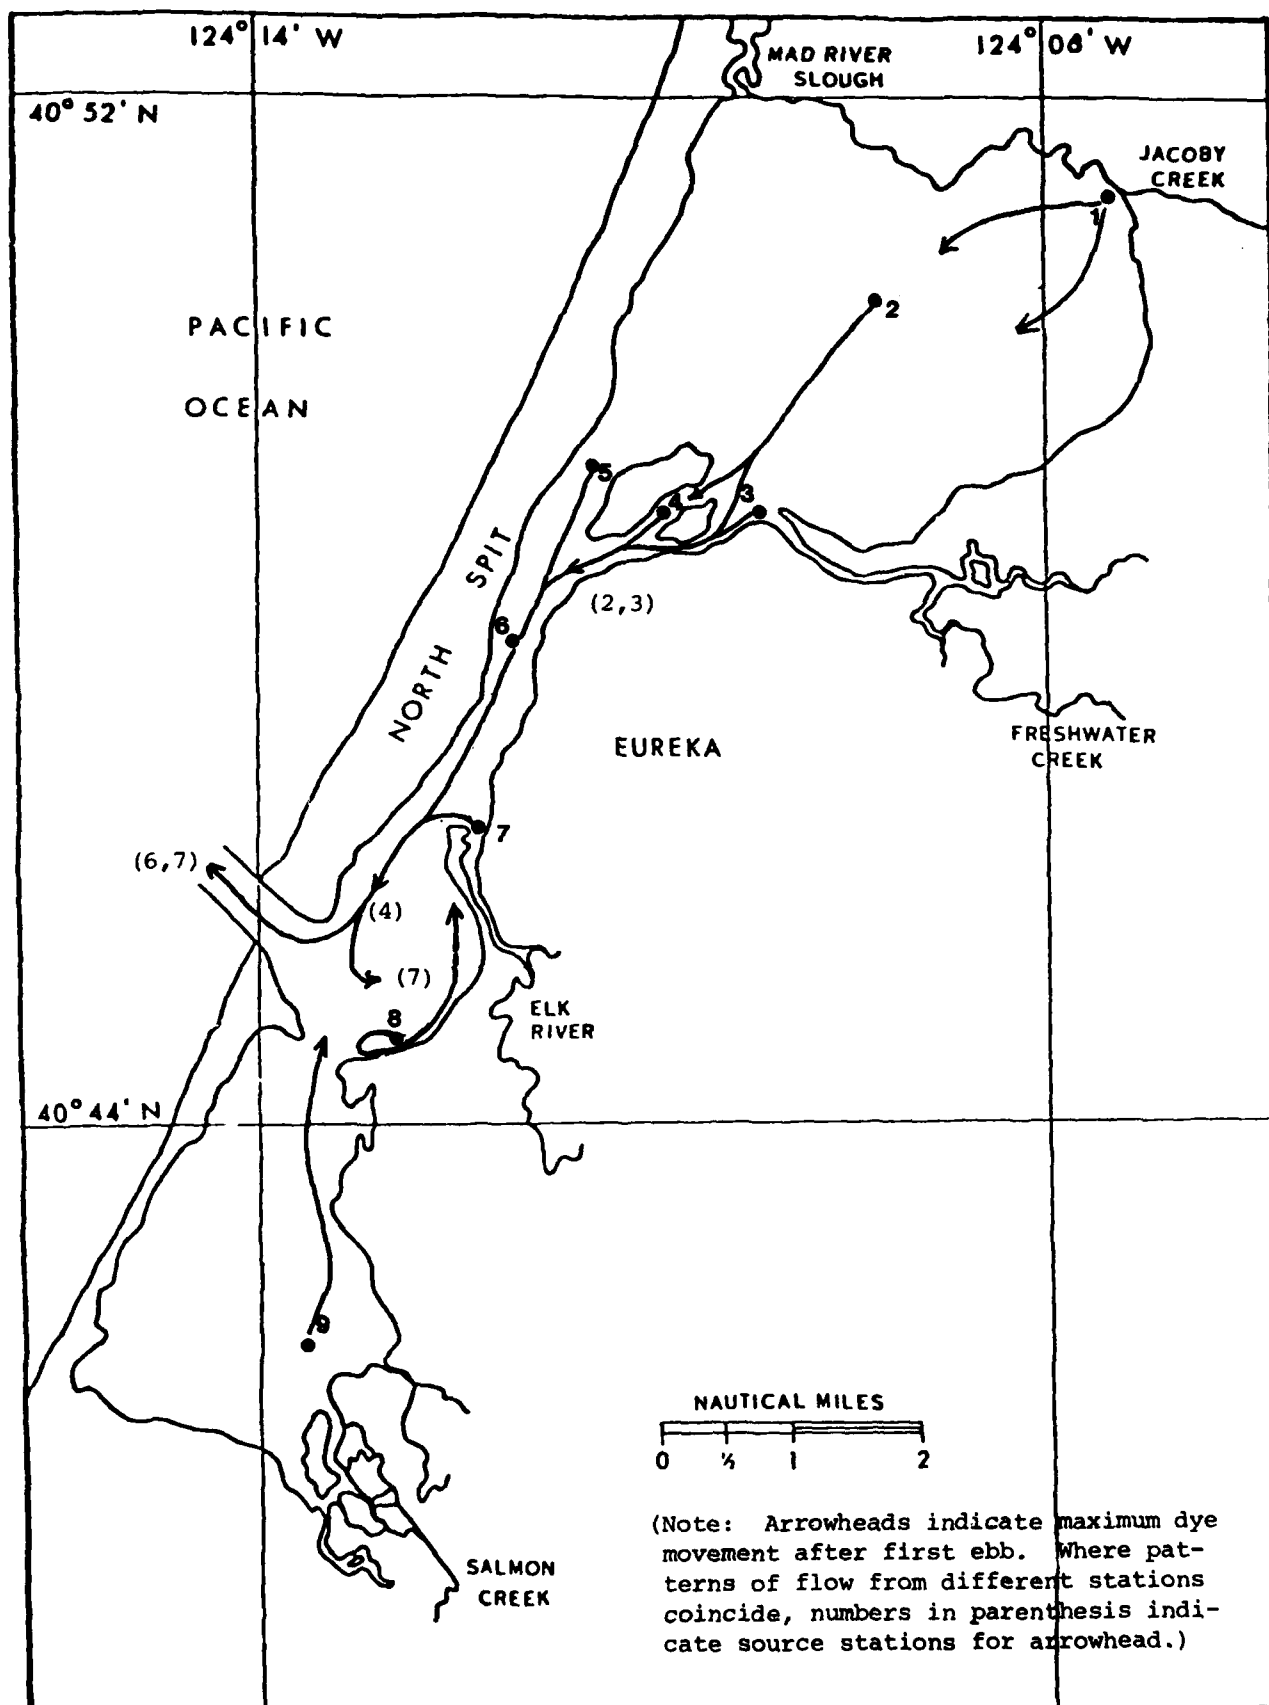 124° 14' W
124° 06' W
MAD RIVER
SLOUGH
40° 52' N
JACOBY
CREEK
1
2
PACIFIC
OCEAN
5
4
3
NORTH SPIT
(2,3)
6
EUREKA
FRESHWATER
CREEK
7
(6,7)
(4)
(7)
8
ELK
RIVER
40° 44' N
9
NAUTICAL MILES
0 ½ 1 2
(Note: Arrowheads indicate maximum dye
movement after first ebb. Where pat-
terns of flow from different stations
coincide, numbers in parenthesis indi-
cate source stations for arrowhead.)
SALMON
CREEK